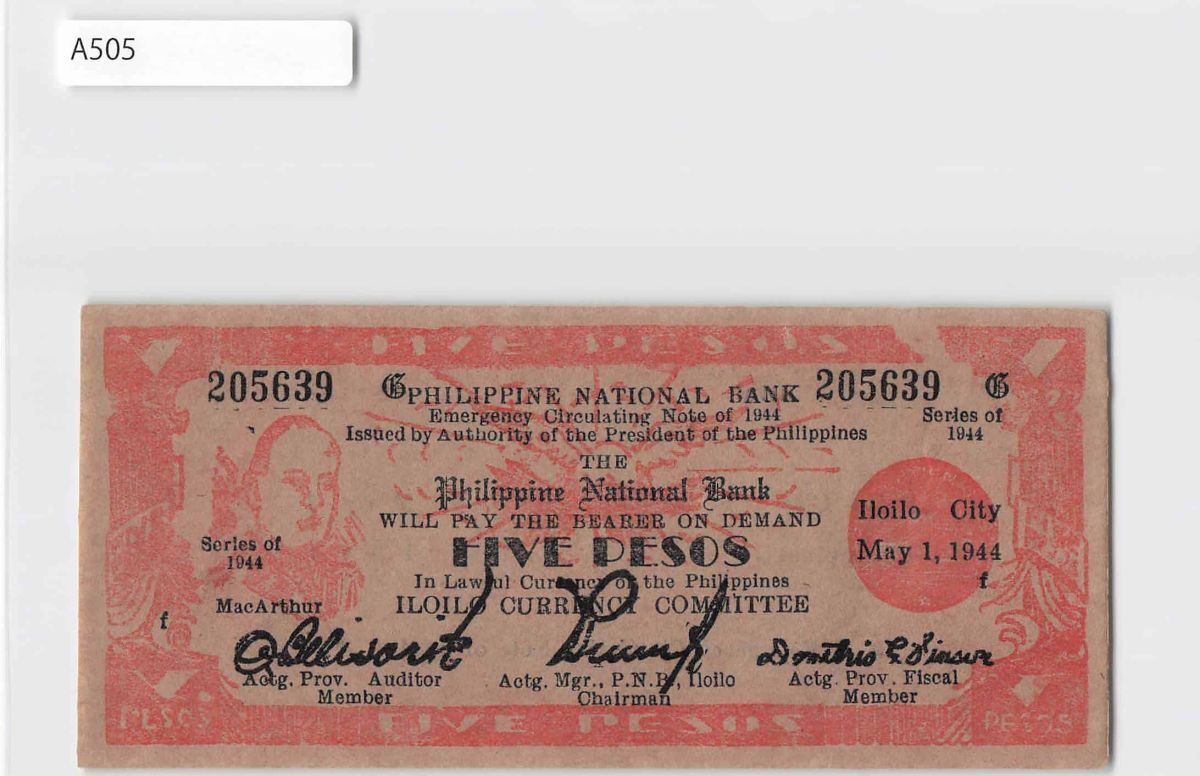 A505
FIVE PESOS
205639 G PHILIPPINE NATIONAL BANK 205639 G
Emergency Circulating Note of 1944 Series of
Issued by Authority of the President of the Philippines 1944
THE
Philippine National Bank
WILL PAY THE BEARER ON DEMAND
Iloilo City
FIVE PESOS
May 1, 1944
Series of
1944
In Lawful Currency of the Philippines f
MacArthur ILOILO CURRENCY COMMITTEE
f
Actg. Prov. Auditor Actg. Mgr., P.N.B., Iloilo Actg. Prov. Fiscal
Member Chairman Member
PESOS FIVE PESOS PESOS